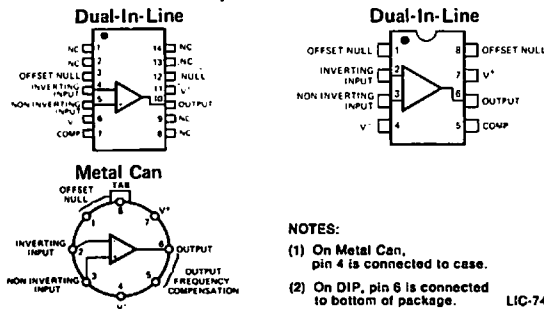 Dual-In-Line
NC 1
NC 2
OFFSET NULL 3
INVERTING INPUT 4
NON INVERTING INPUT 5
V- 6
COMP 7
14 NC
13 NC
12 NULL
11 V+
10 OUTPUT
9 NC
8 NC
Dual-In-Line
OFFSET NULL 1
INVERTING INPUT 2
NON INVERTING INPUT 3
V- 4
8 OFFSET NULL
7 V+
6 OUTPUT
5 COMP
Metal Can
OFFSET NULL
TAB
8
1
7 V+
INVERTING INPUT 2
6 OUTPUT
NON INVERTING INPUT 3
5
OUTPUT
FREQUENCY
COMPENSATION
4
V-
NOTES:
(1) On Metal Can,
pin 4 is connected to case.
(2) On DIP, pin 6 is connected
to bottom of package.
LIC-74